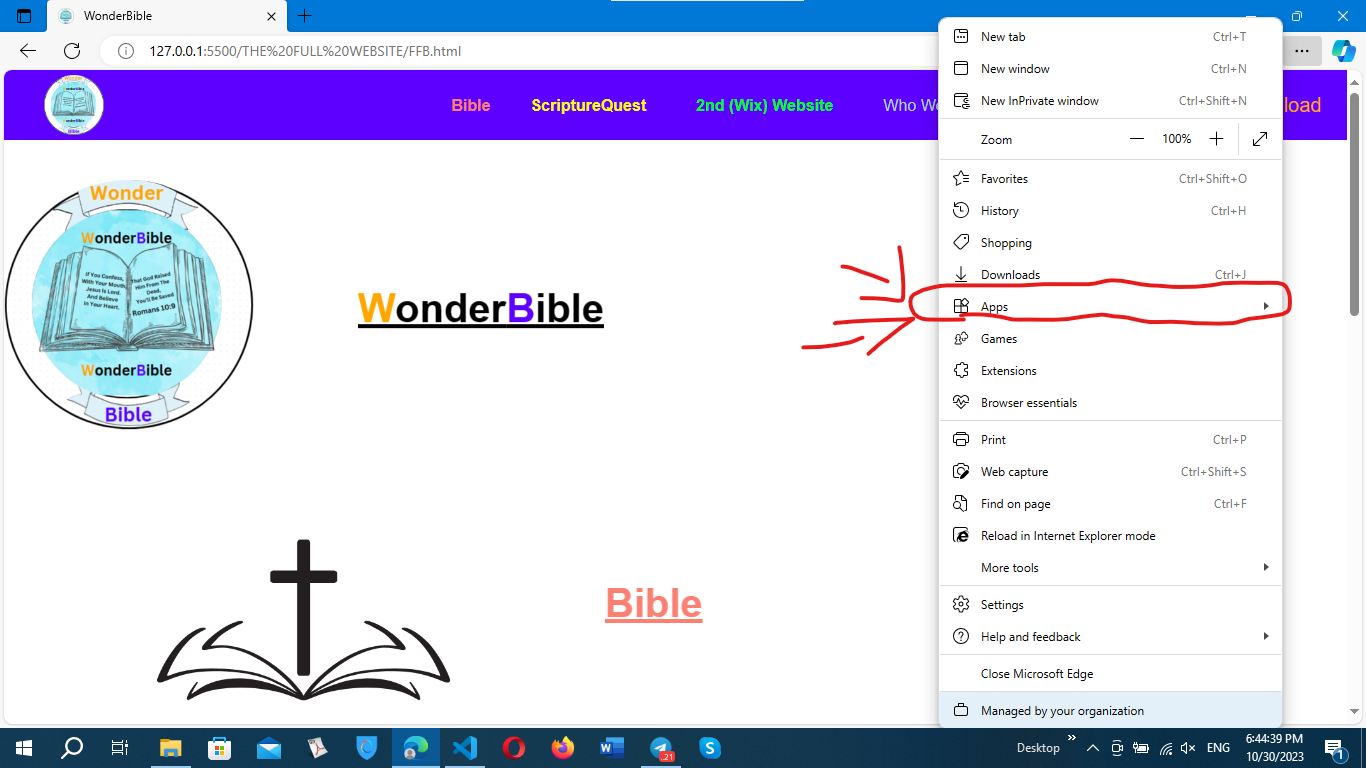 WonderBible
127.0.0.1:5500/THE%20FULL%20WEBSITE/FFB.html
Bible
ScriptureQuest
2nd (Wix) Website
Who We
load
Wonder
WonderBible
If You Confess,
With Your Mouth
Jesus Is Lord.
And Believe
in Your Heart.
That God Raised
Him From The
Dead.
You'll Be Saved
Romans 10:9
WonderBible
Bible
WonderBible
Bible
New tab Ctrl+T
New window Ctrl+N
New InPrivate window Ctrl+Shift+N
Zoom 100%
Favorites Ctrl+Shift+O
History Ctrl+H
Shopping
Downloads Ctrl+J
Apps
Games
Extensions
Browser essentials
Print Ctrl+P
Web capture Ctrl+Shift+S
Find on page Ctrl+F
Reload in Internet Explorer mode
More tools
Settings
Help and feedback
Close Microsoft Edge
Managed by your organization
Desktop
ENG
6:44:39 PM
10/30/2023
21
1